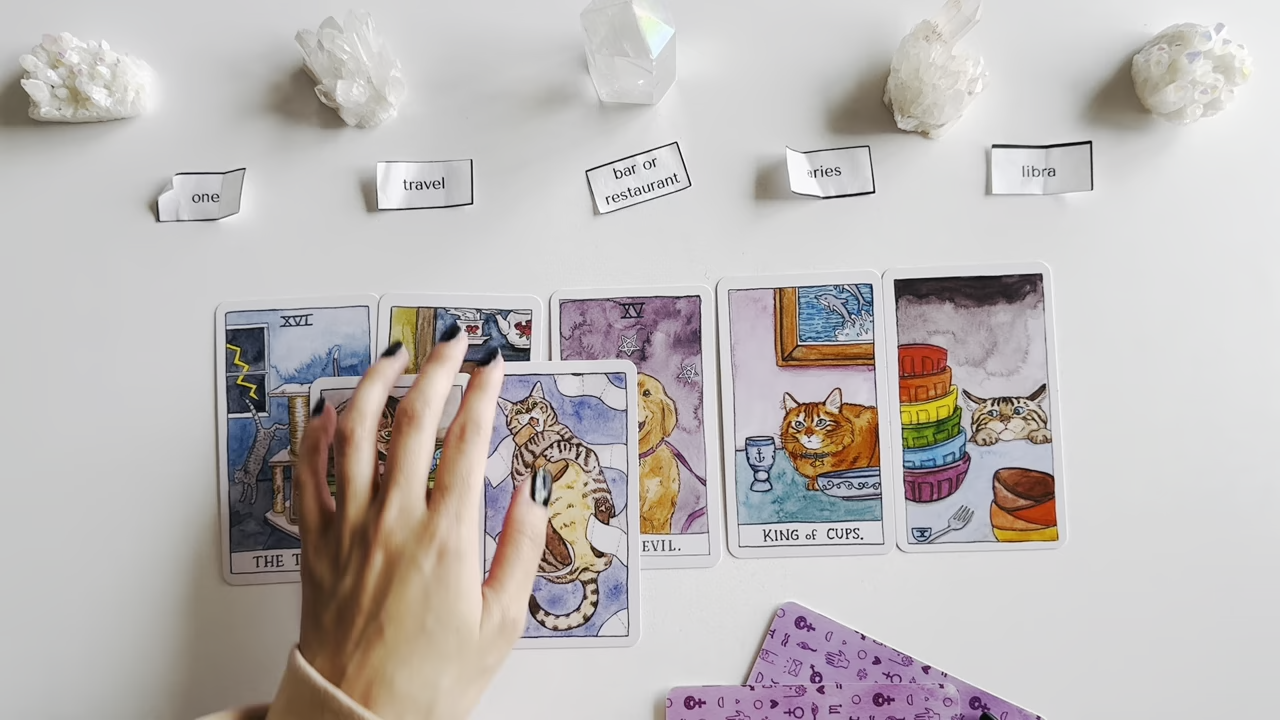 one
travel
bar or
restaurant
aries
libra
XVI
XV
THE T
EVIL.
KING of CUPS.
X